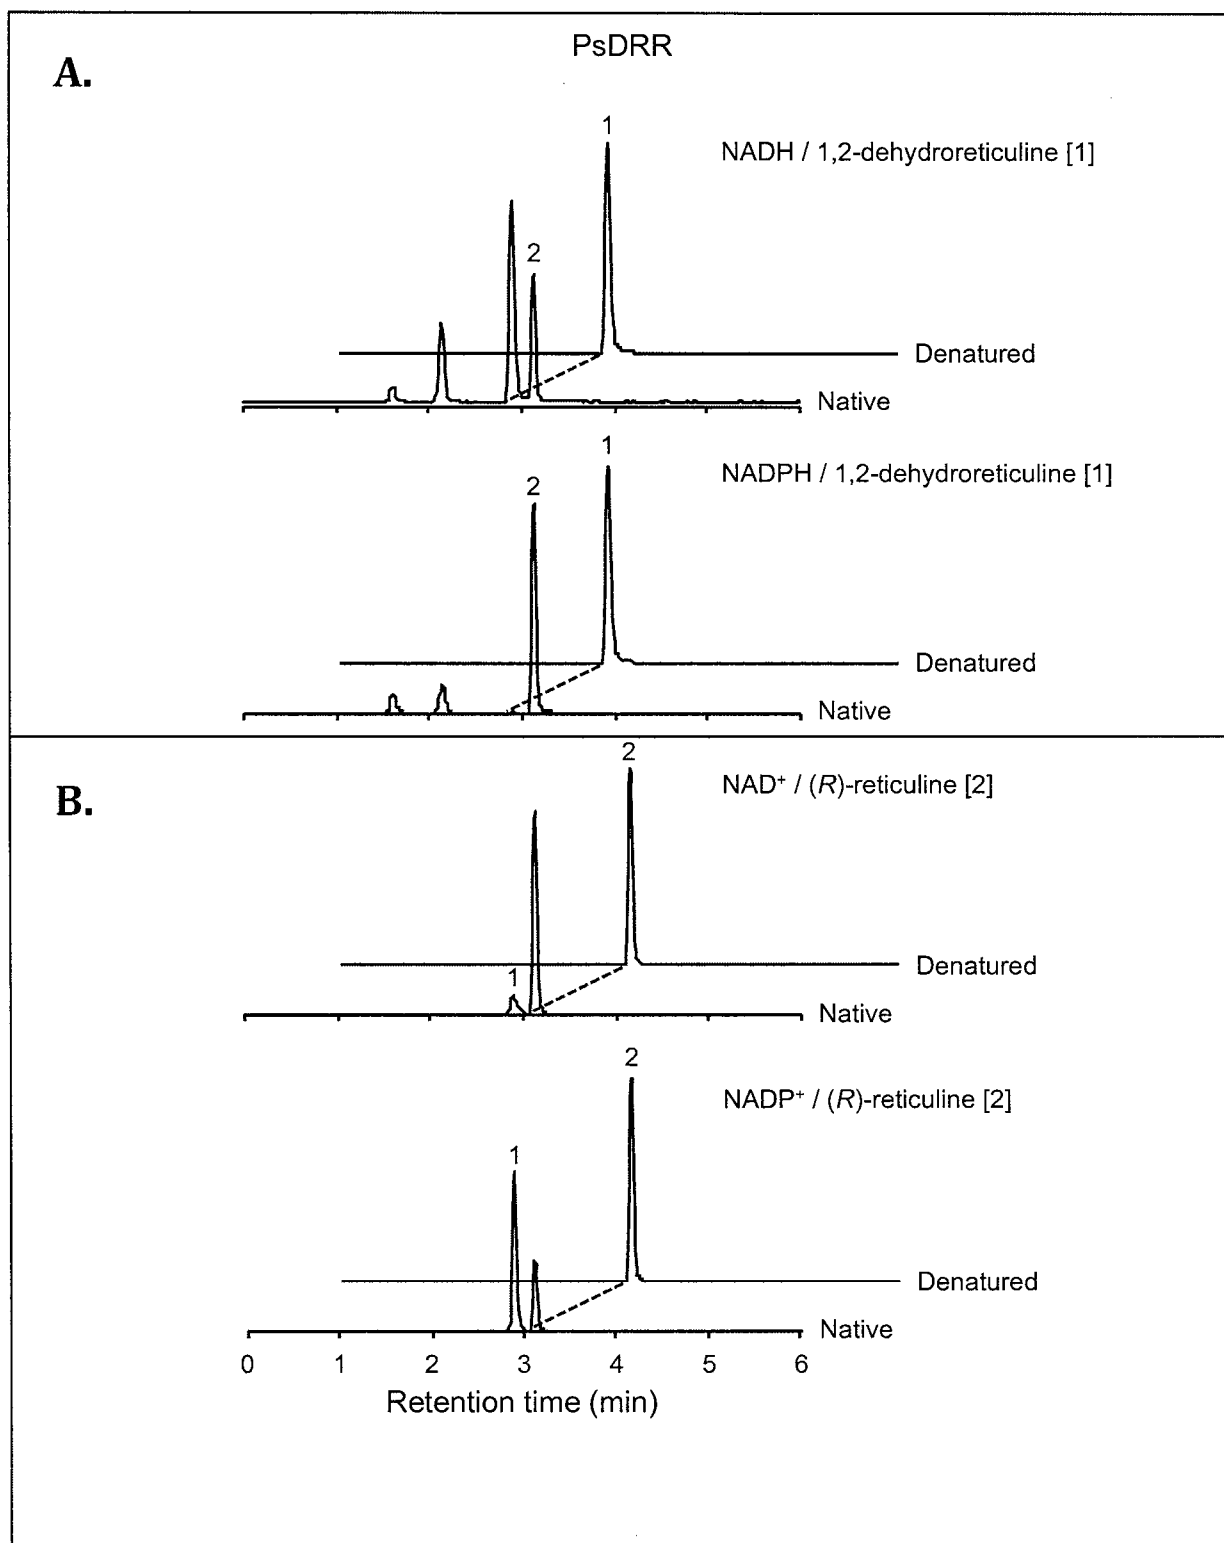 PsDRR
A.
1
NADH / 1,2-dehydroreticuline [1]
2
Denatured
Native
1
NADPH / 1,2-dehydroreticuline [1]
2
Denatured
Native
2
B.
NAD⁺ / (R)-reticuline [2]
Denatured
1
Native
2
NADP⁺ / (R)-reticuline [2]
1
Denatured
Native
0 1 2 3 4 5 6
Retention time (min)